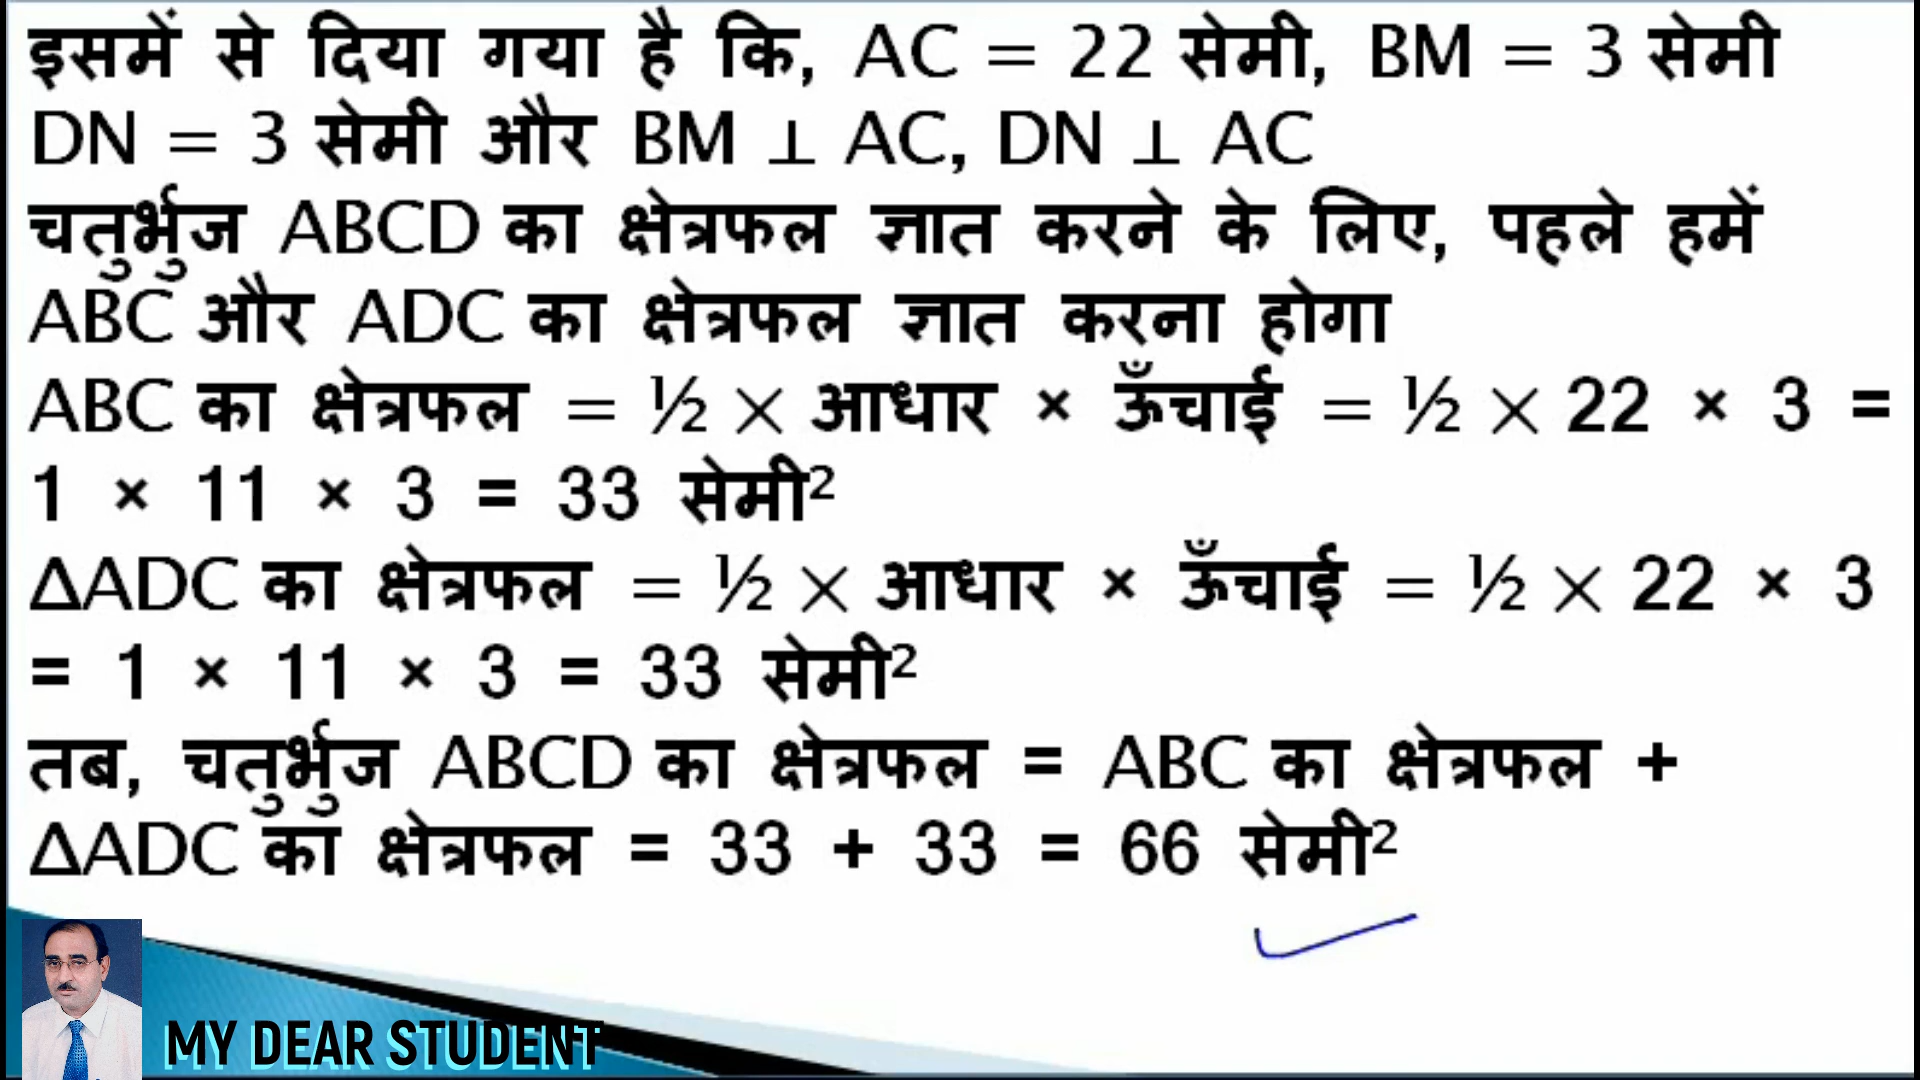 इसमें से दिया गया है कि, AC = 22 सेमी, BM = 3 सेमी
DN = 3 सेमी और BM ⊥ AC, DN ⊥ AC
चतुर्भुज ABCD का क्षेत्रफल ज्ञात करने के लिए, पहले हमें
ABC और ADC का क्षेत्रफल ज्ञात करना होगा
ABC का क्षेत्रफल = ½ × आधार × ऊँचाई = ½ × 22 × 3 =
1 × 11 × 3 = 33 सेमी²
ΔADC का क्षेत्रफल = ½ × आधार × ऊँचाई = ½ × 22 × 3
= 1 × 11 × 3 = 33 सेमी²
तब, चतुर्भुज ABCD का क्षेत्रफल = ABC का क्षेत्रफल +
ΔADC का क्षेत्रफल = 33 + 33 = 66 सेमी²
MY DEAR STUDENT